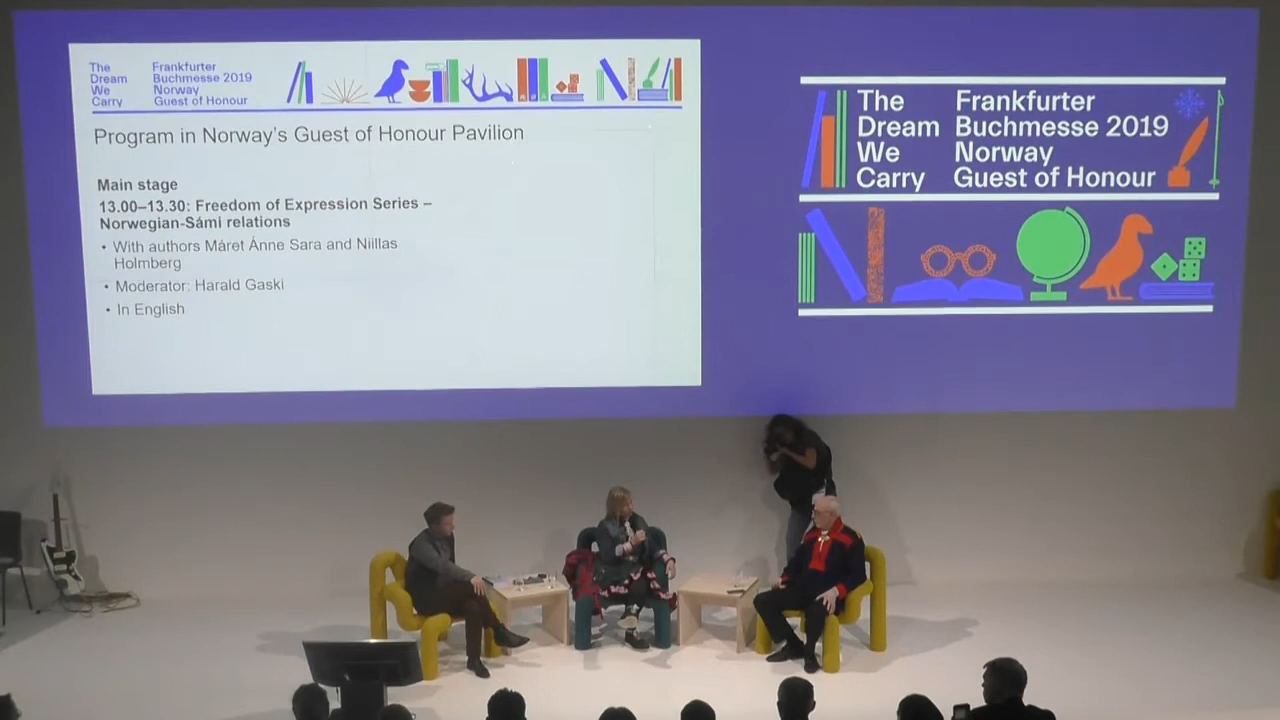 The
Dream
We
Carry
Frankfurter
Buchmesse 2019
Norway
Guest of Honour
Program in Norway's Guest of Honour Pavilion
Main stage
13.00–13.30: Freedom of Expression Series –
Norwegian-Sámi relations
• With authors Máret Ánne Sara and Niillas
Holmberg
• Moderator: Harald Gaski
• In English
The
Dream
We
Carry
Frankfurter
Buchmesse 2019
Norway
Guest of Honour